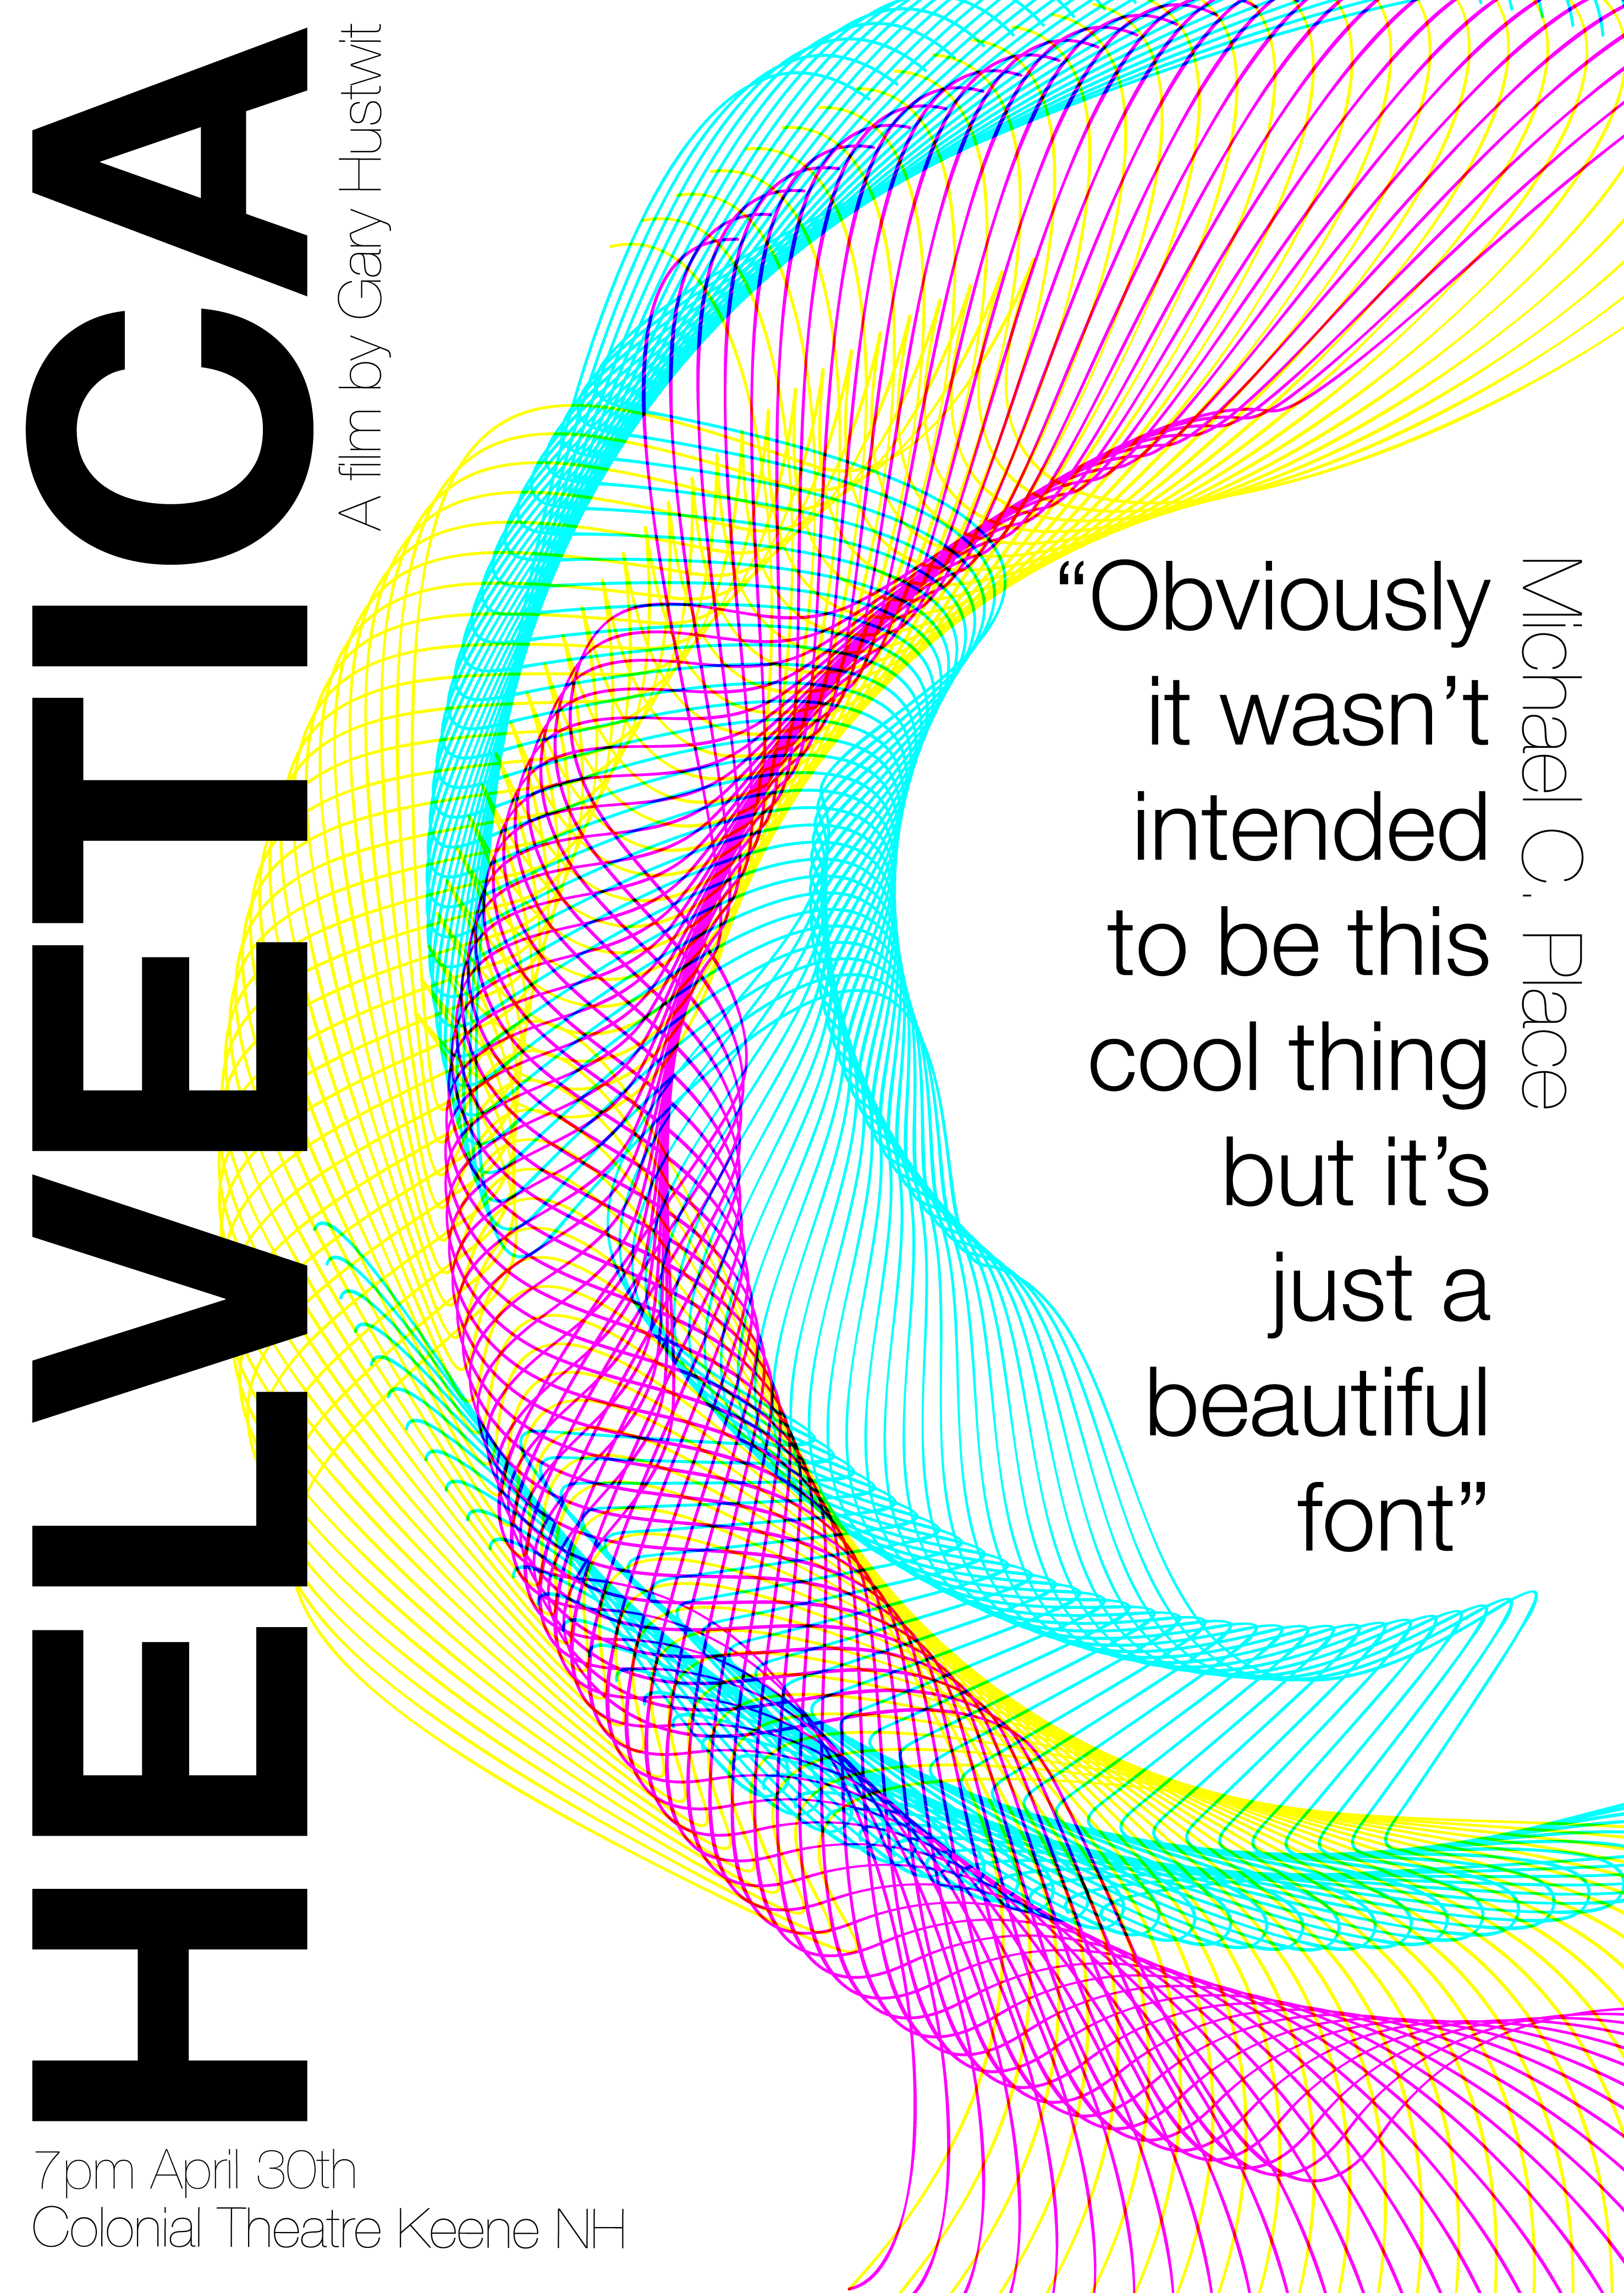 HELVETICA
A film by Gary Hustwit
“Obviously
it wasn’t
intended
to be this
cool thing
but it’s
just a
beautiful
font”
Michael C. Place
7pm April 30th
Colonial Theatre Keene NH